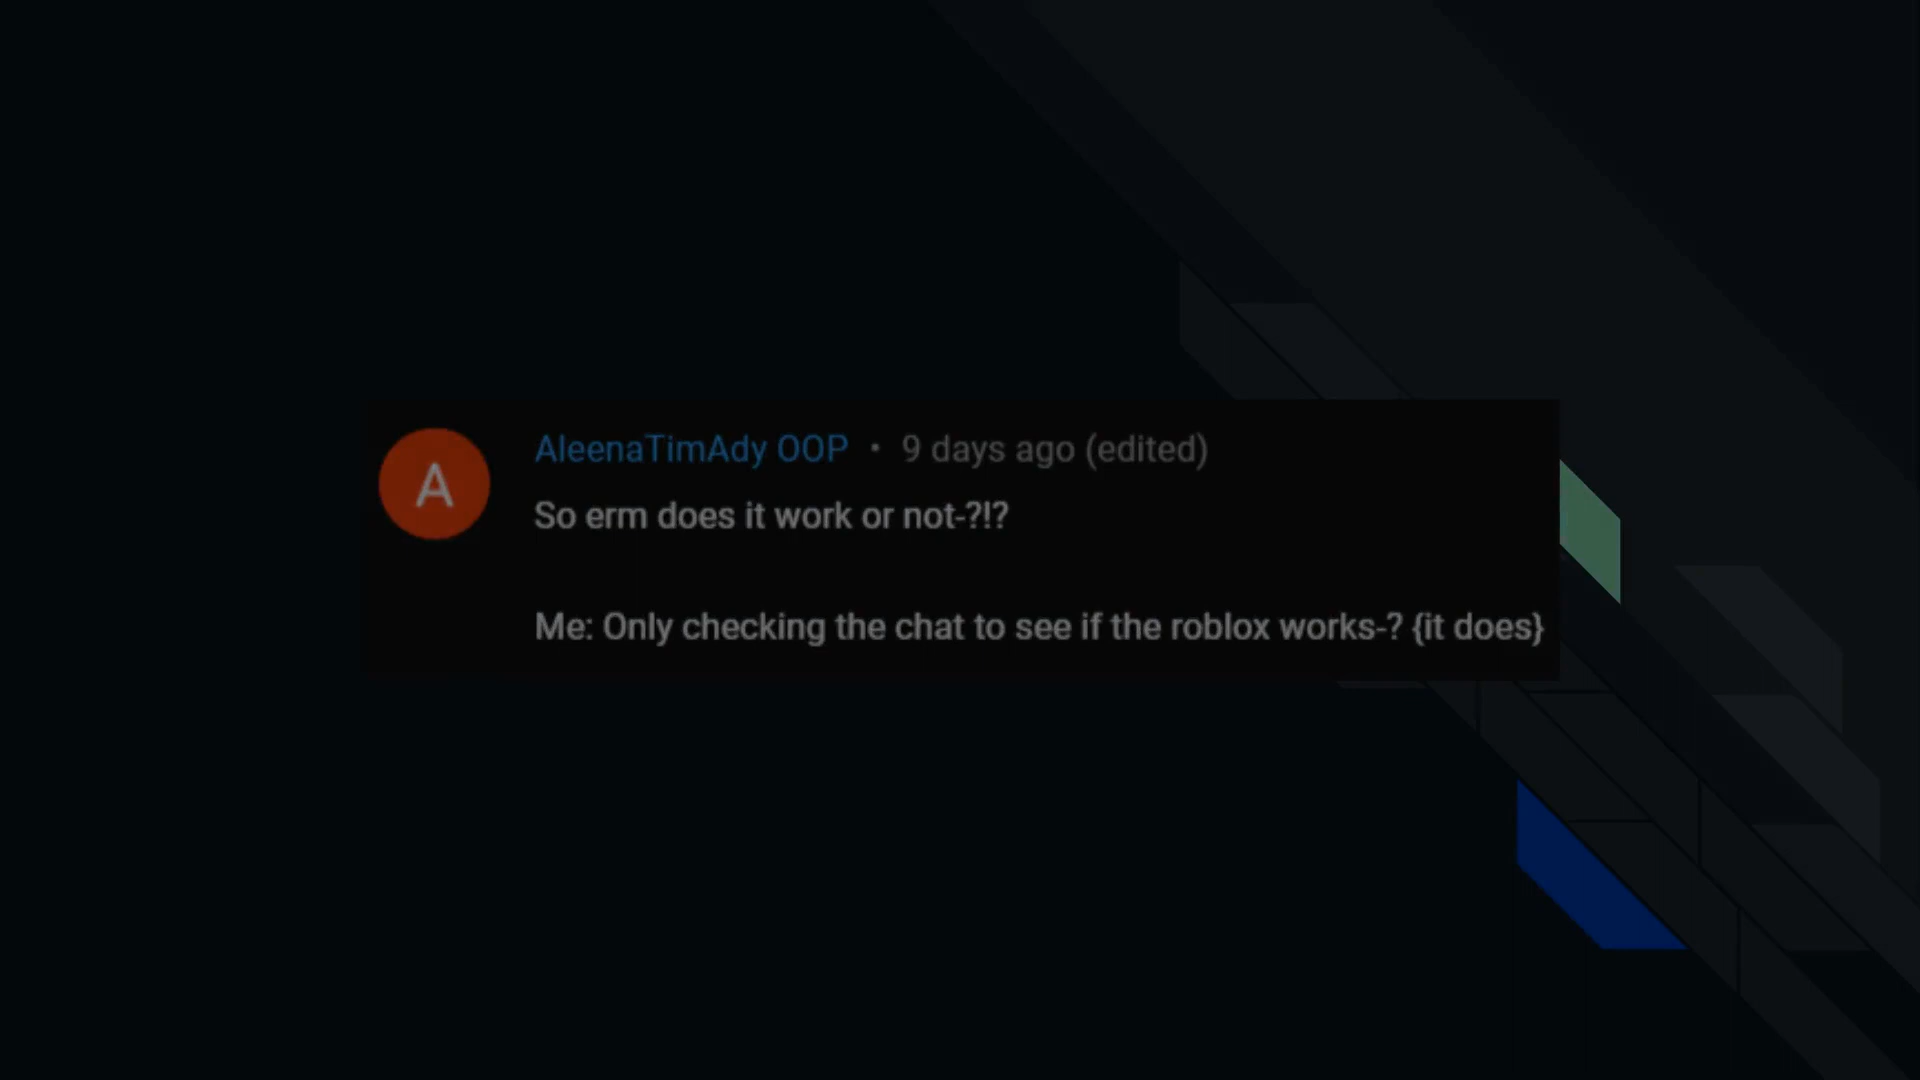 A
AleenaTimAdy OOP • 9 days ago (edited)
So erm does it work or not-?!?
Me: Only checking the chat to see if the roblox works-? {it does}